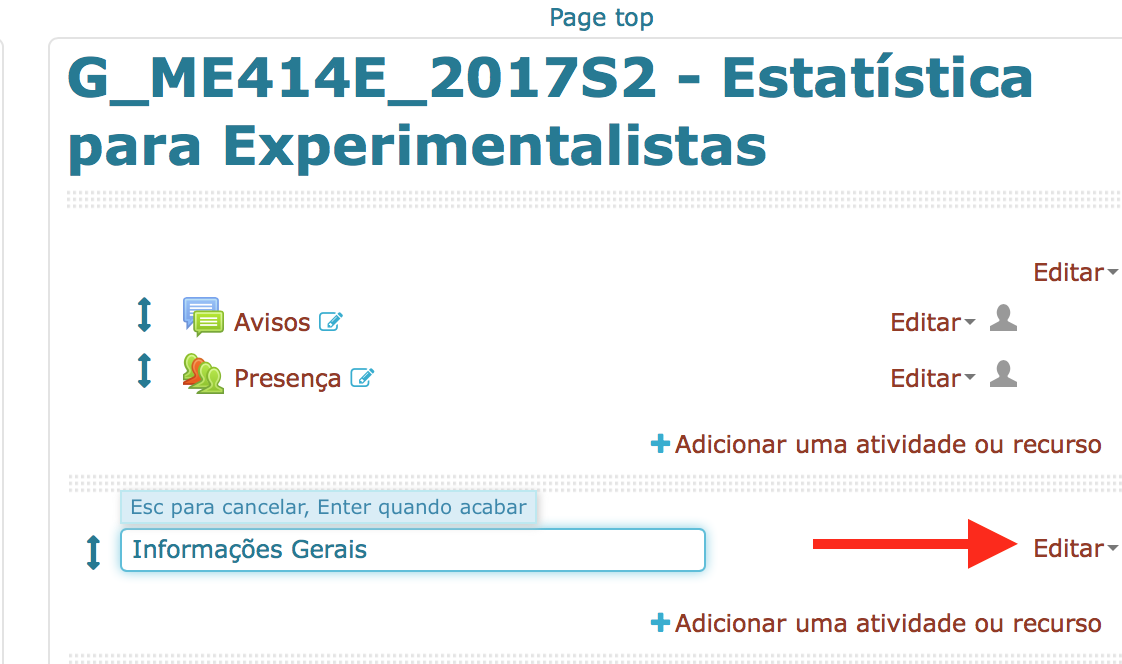 Page top
G_ME414E_2017S2 - Estatística
para Experimentalistas
Editar
Avisos Editar
Presença Editar
Adicionar uma atividade ou recurso
Esc para cancelar, Enter quando acabar
Informações Gerais Editar
Adicionar uma atividade ou recurso